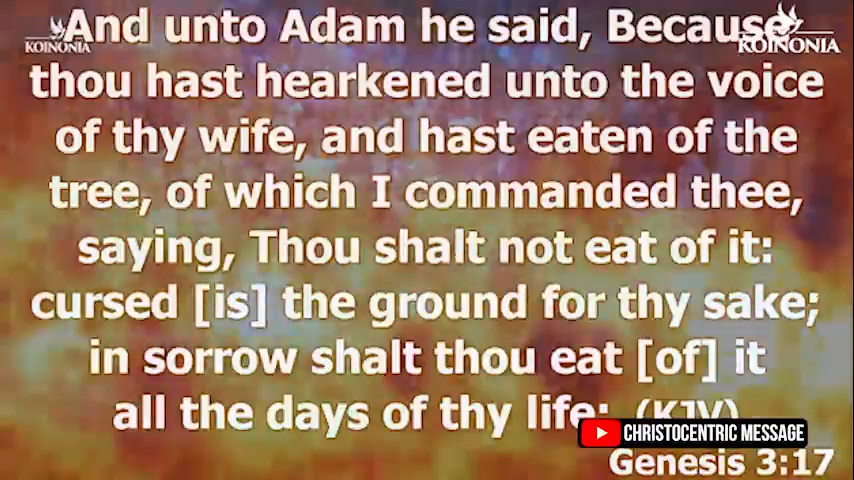 And unto Adam he said, Because
thou hast hearkened unto the voice
of thy wife, and hast eaten of the
tree, of which I commanded thee,
saying, Thou shalt not eat of it:
cursed [is] the ground for thy sake;
in sorrow shalt thou eat [of] it
all the days of thy life; (KJV)
Genesis 3:17
KOINONIA
KOINONIA
CHRISTOCENTRIC MESSAGE